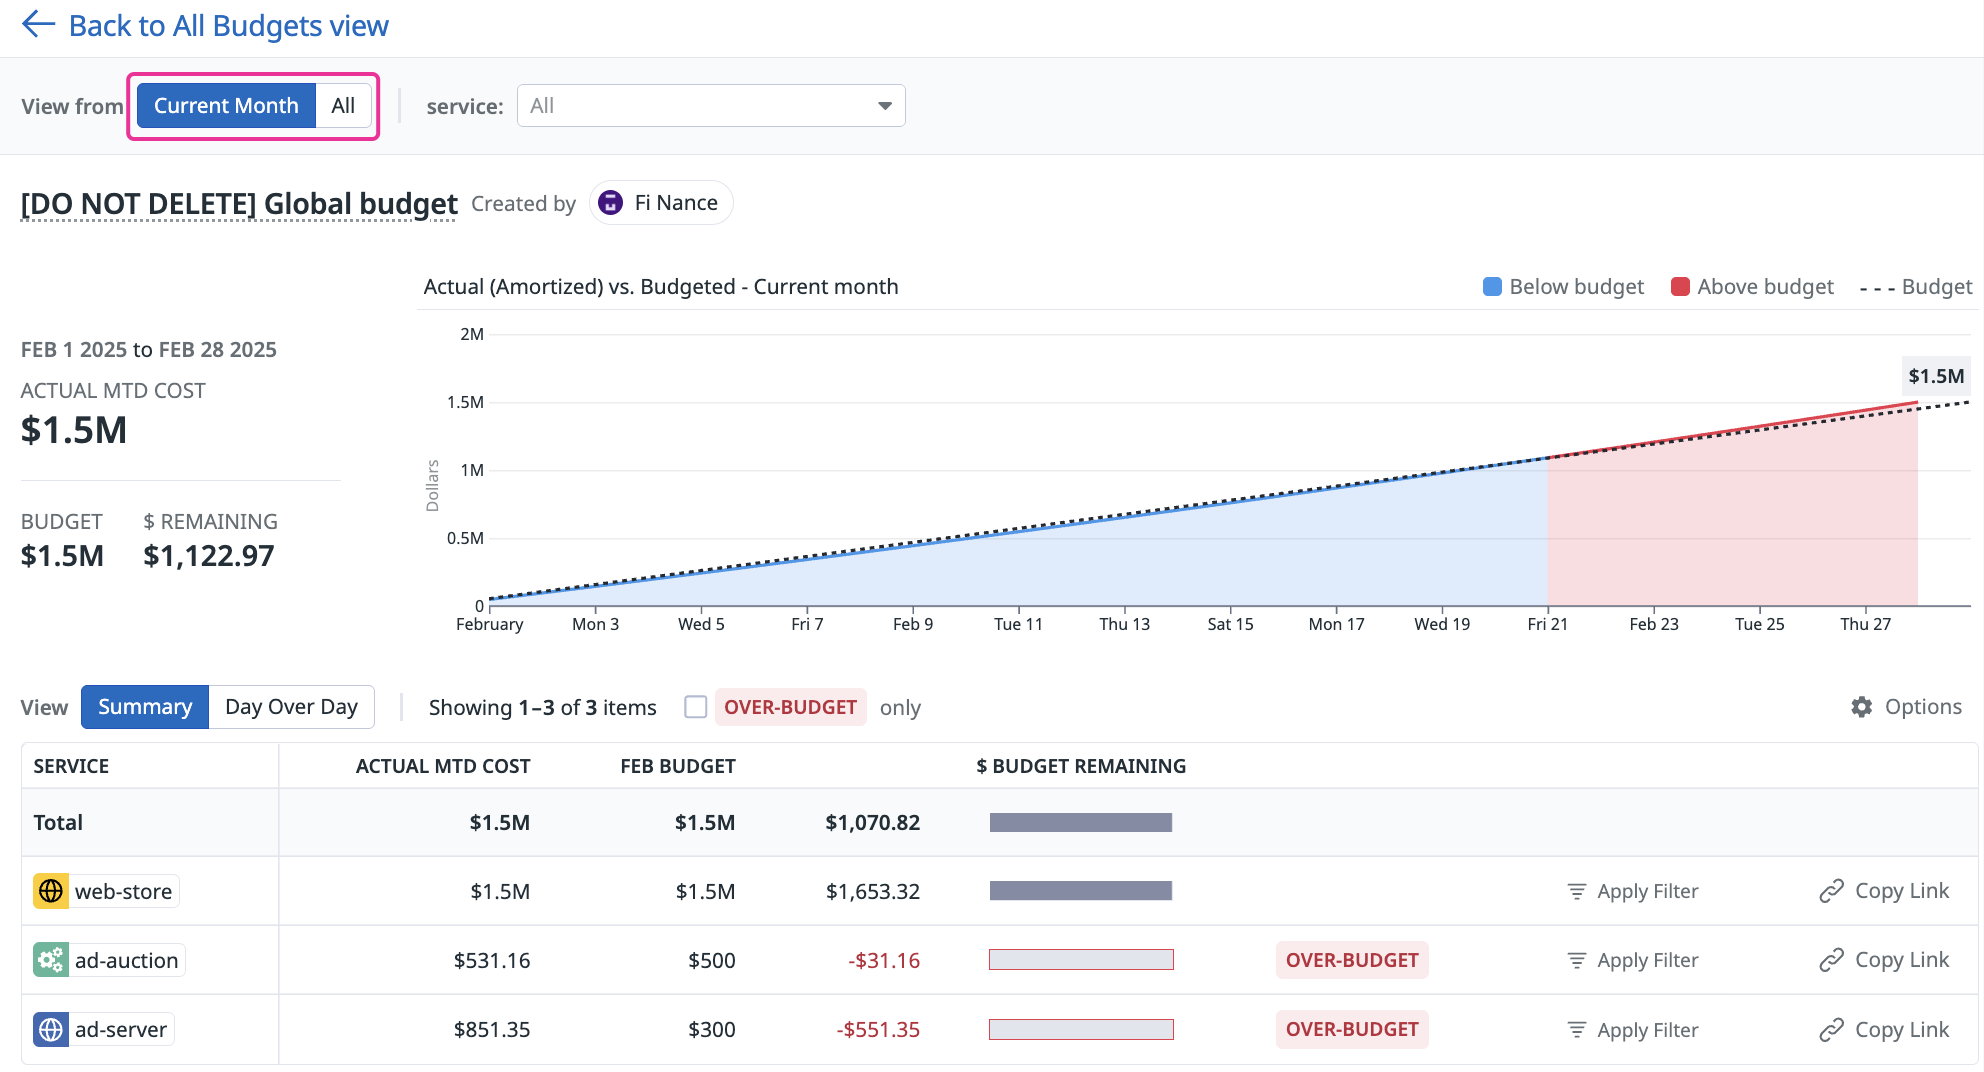 Back to All Budgets view
View from Current Month All service: All
[DO NOT DELETE] Global budget Created by Fi Nance
Actual (Amortized) vs. Budgeted - Current month Below budget Above budget Budget
FEB 1 2025 to FEB 28 2025
ACTUAL MTD COST
$1.5M
BUDGET $ REMAINING
$1.5M $1,122.97
Dollars
2M
1.5M
1M
0.5M
0
$1.5M
February Mon 3 Wed 5 Fri 7 Feb 9 Tue 11 Thu 13 Sat 15 Mon 17 Wed 19 Fri 21 Feb 23 Tue 25 Thu 27
View Summary Day Over Day Showing 1–3 of 3 items OVER-BUDGET only Options
SERVICE ACTUAL MTD COST FEB BUDGET $ BUDGET REMAINING
Total $1.5M $1.5M $1,070.82
web-store $1.5M $1.5M $1,653.32 Apply Filter Copy Link
ad-auction $531.16 $500 -$31.16 OVER-BUDGET Apply Filter Copy Link
ad-server $851.35 $300 -$551.35 OVER-BUDGET Apply Filter Copy Link